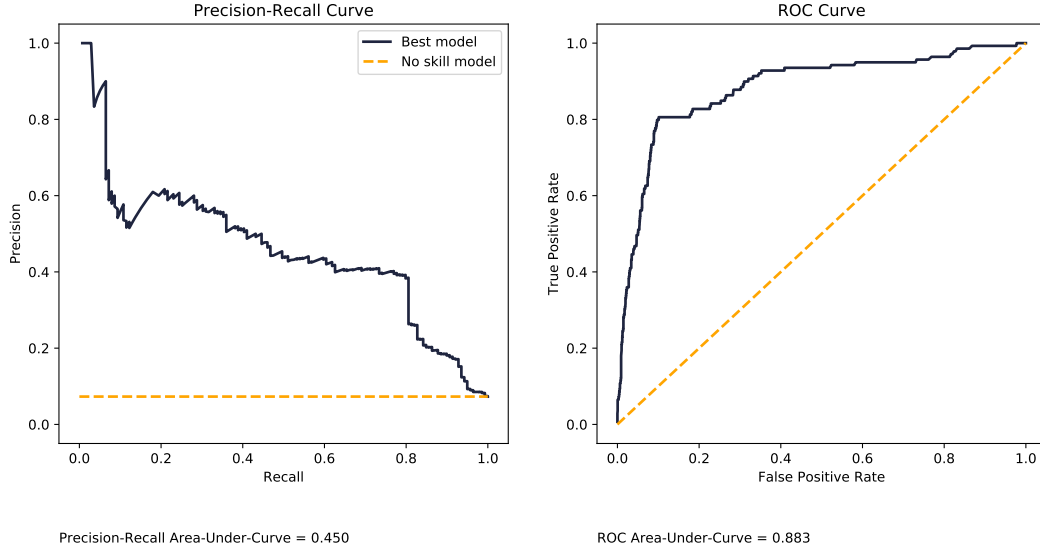 Precision-Recall Curve
1.0
0.8
0.6
0.4
0.2
0.0
Precision
0.0 0.2 0.4 0.6 0.8 1.0
Recall
Best model
No skill model
Precision-Recall Area-Under-Curve = 0.450
ROC Curve
1.0
0.8
0.6
0.4
0.2
0.0
True Positive Rate
0.0 0.2 0.4 0.6 0.8 1.0
False Positive Rate
ROC Area-Under-Curve = 0.883